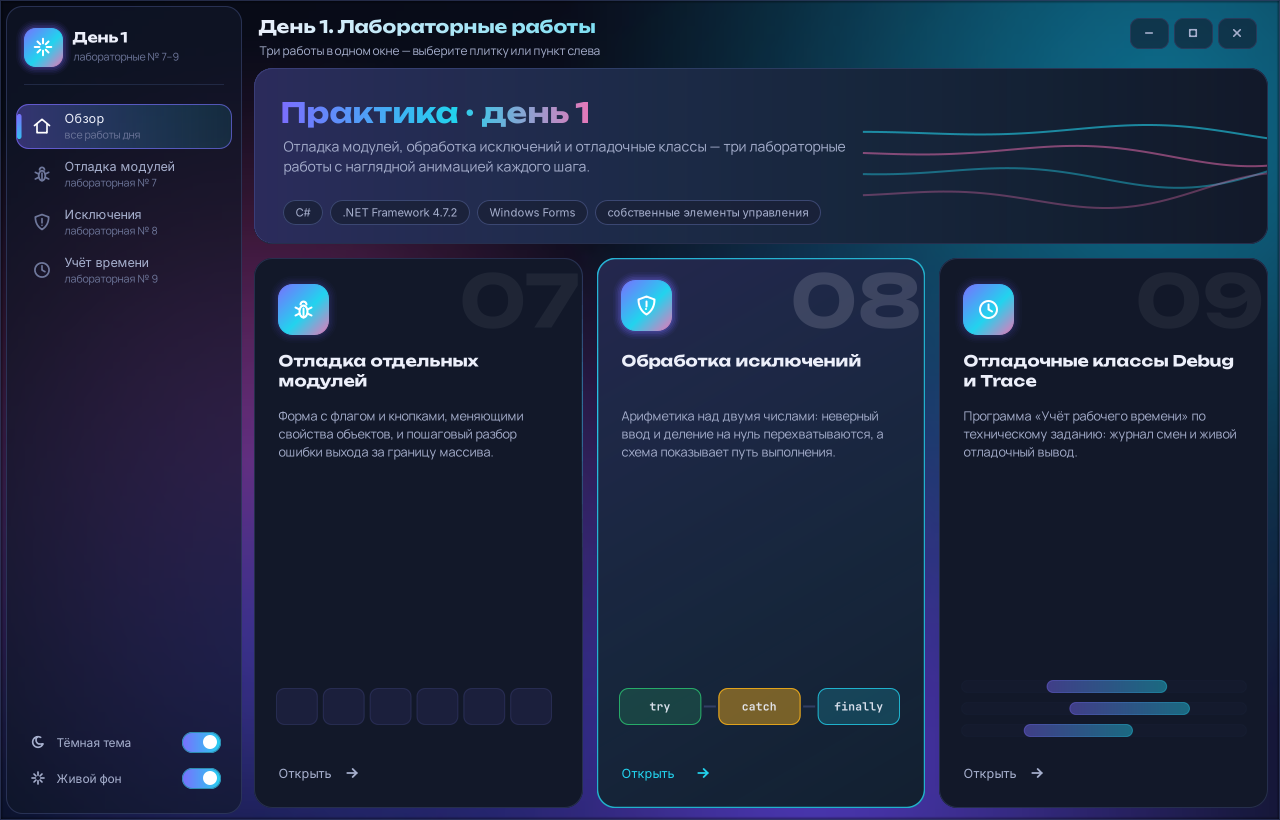 День 1
лабораторные № 7–9
Обзор
все работы дня
Отладка модулей
лабораторная № 7
Исключения
лабораторная № 8
Учёт времени
лабораторная № 9
Тёмная тема
Живой фон
День 1. Лабораторные работы
Три работы в одном окне — выберите плитку или пункт слева
Практика · день 1
Отладка модулей, обработка исключений и отладочные классы — три лабораторные
работы с наглядной анимацией каждого шага.
C# .NET Framework 4.7.2 Windows Forms собственные элементы управления
07
Отладка отдельных
модулей
Форма с флагом и кнопками, меняющими
свойства объектов, и пошаговый разбор
ошибки выхода за границу массива.
Открыть
08
Обработка исключений
Арифметика над двумя числами: неверный
ввод и деление на нуль перехватываются, а
схема показывает путь выполнения.
try catch finally
Открыть
09
Отладочные классы Debug
и Trace
Программа «Учёт рабочего времени» по
техническому заданию: журнал смен и живой
отладочный вывод.
Открыть